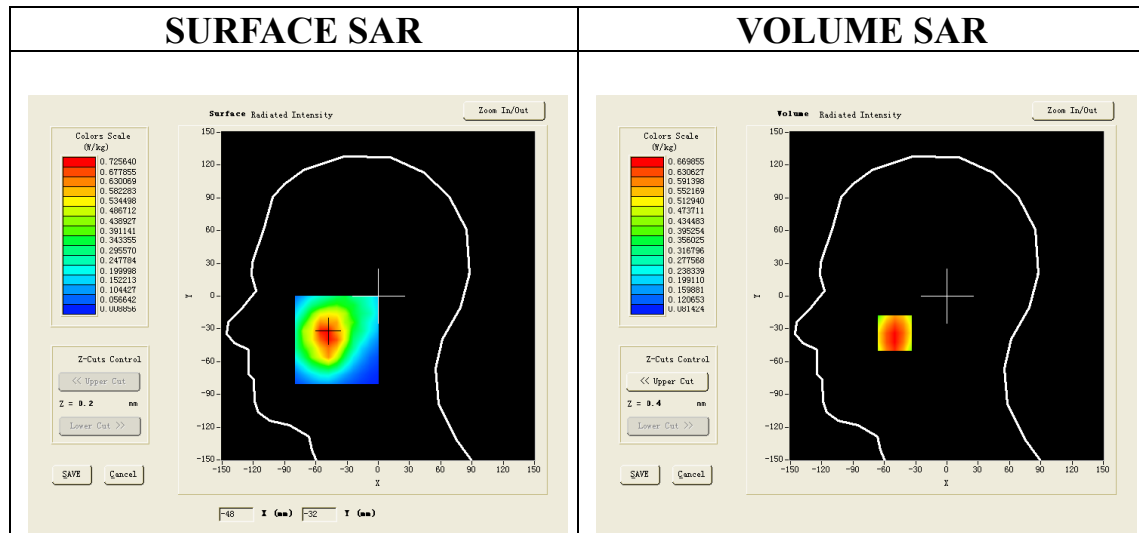 SURFACE SAR
VOLUME SAR
Surface Radiated Intensity
Zoom In/Out
Colors Scale
(W/kg)
0.725640
0.677855
0.630069
0.582283
0.534498
0.486712
0.438927
0.391141
0.343355
0.295570
0.247784
0.199998
0.152213
0.104427
0.056642
0.008856
150
120
90
60
30
0
-30
-60
-90
-120
-150
Y
-150 -120 -90 -60 -30 0 30 60 90 120 150
X
Z-Cuts Control
<< Upper Cut
Z = 0.2 mm
Lower Cut >>
SAVE Cancel
-48 X (mm) -32 Y (mm)
Volume Radiated Intensity
Zoom In/Out
Colors Scale
(W/kg)
0.669855
0.630627
0.591398
0.552169
0.512940
0.473711
0.434483
0.395254
0.356025
0.316796
0.277568
0.238339
0.199110
0.159881
0.120653
0.081424
150
120
90
60
30
0
-30
-60
-90
-120
-150
Y
-150 -120 -90 -60 -30 0 30 60 90 120 150
X
Z-Cuts Control
<< Upper Cut
Z = 0.4 mm
Lower Cut >>
SAVE Cancel